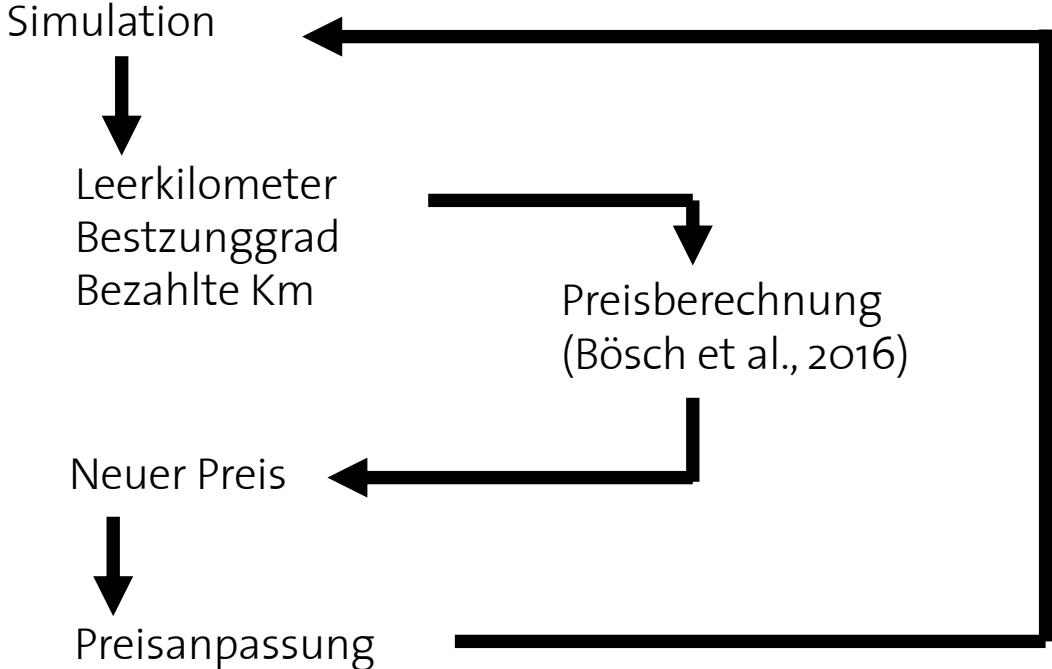 Simulation
Leerkilometer
Bestzunggrad
Bezahlte Km
Preisberechnung
(Bösch et al., 2016)
Neuer Preis
Preisanpassung